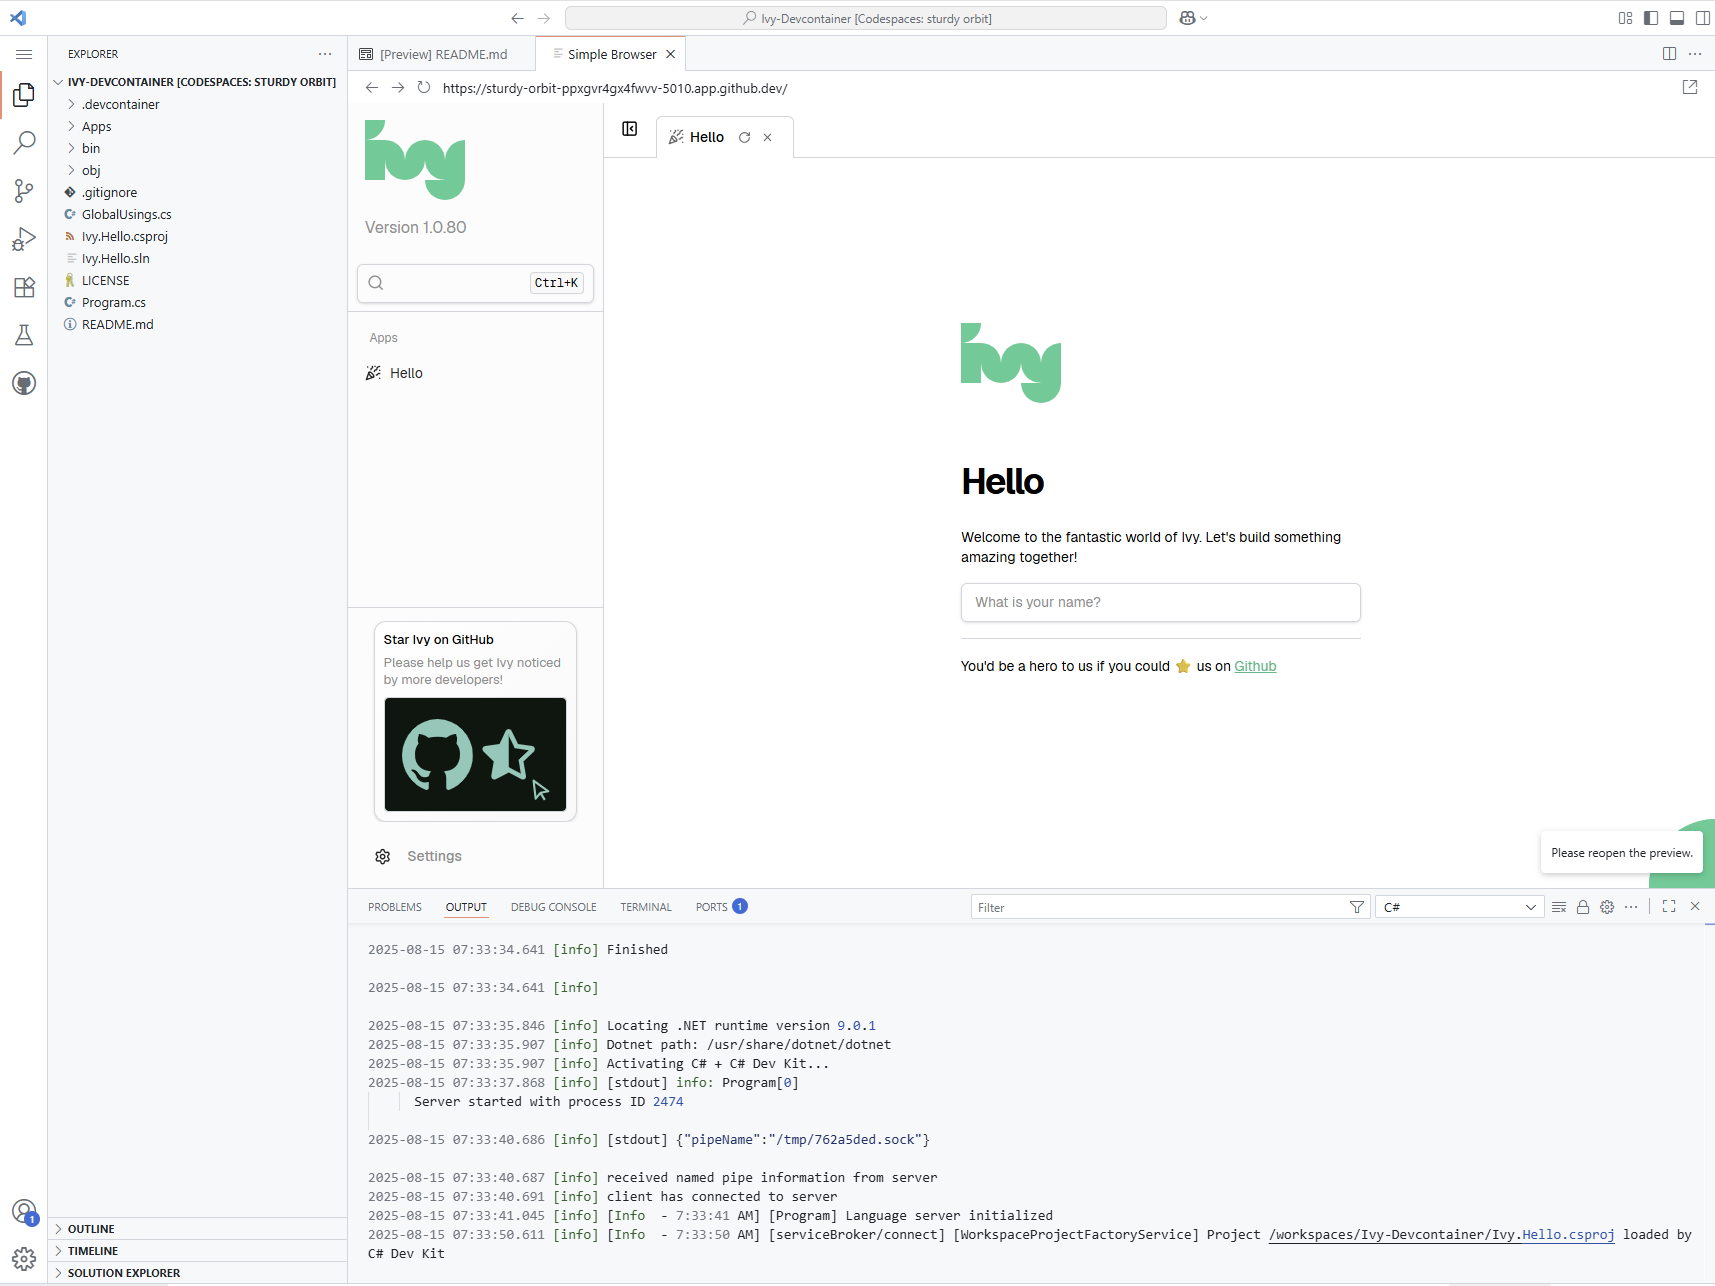 Ivy-Devcontainer [Codespaces: sturdy orbit]
EXPLORER
IVY-DEVCONTAINER [CODESPACES: STURDY ORBIT]
.devcontainer
Apps
bin
obj
.gitignore
GlobalUsings.cs
Ivy.Hello.csproj
Ivy.Hello.sln
LICENSE
Program.cs
README.md
OUTLINE
TIMELINE
SOLUTION EXPLORER
1
[Preview] README.md
Simple Browser
https://sturdy-orbit-ppxgvr4gx4fwvv-5010.app.github.dev/
ivy
Version 1.0.80
Ctrl+K
Apps
Hello
Star Ivy on GitHub
Please help us get Ivy noticed
by more developers!
Settings
Hello
ivy
Hello
Welcome to the fantastic world of Ivy. Let's build something
amazing together!
What is your name?
You'd be a hero to us if you could ⭐ us on Github
Please reopen the preview.
PROBLEMS
OUTPUT
DEBUG CONSOLE
TERMINAL
PORTS 1
Filter
C#
2025-08-15 07:33:34.641 [info] Finished
2025-08-15 07:33:34.641 [info]
2025-08-15 07:33:35.846 [info] Locating .NET runtime version 9.0.1
2025-08-15 07:33:35.907 [info] Dotnet path: /usr/share/dotnet/dotnet
2025-08-15 07:33:35.907 [info] Activating C# + C# Dev Kit...
2025-08-15 07:33:37.868 [info] [stdout] info: Program[0]
Server started with process ID 2474
2025-08-15 07:33:40.686 [info] [stdout] {"pipeName":"/tmp/762a5ded.sock"}
2025-08-15 07:33:40.687 [info] received named pipe information from server
2025-08-15 07:33:40.691 [info] client has connected to server
2025-08-15 07:33:41.045 [info] [Info  - 7:33:41 AM] [Program] Language server initialized
2025-08-15 07:33:50.611 [info] [Info  - 7:33:50 AM] [serviceBroker/connect] [WorkspaceProjectFactoryService] Project /workspaces/Ivy-Devcontainer/Ivy.Hello.csproj loaded by
C# Dev Kit